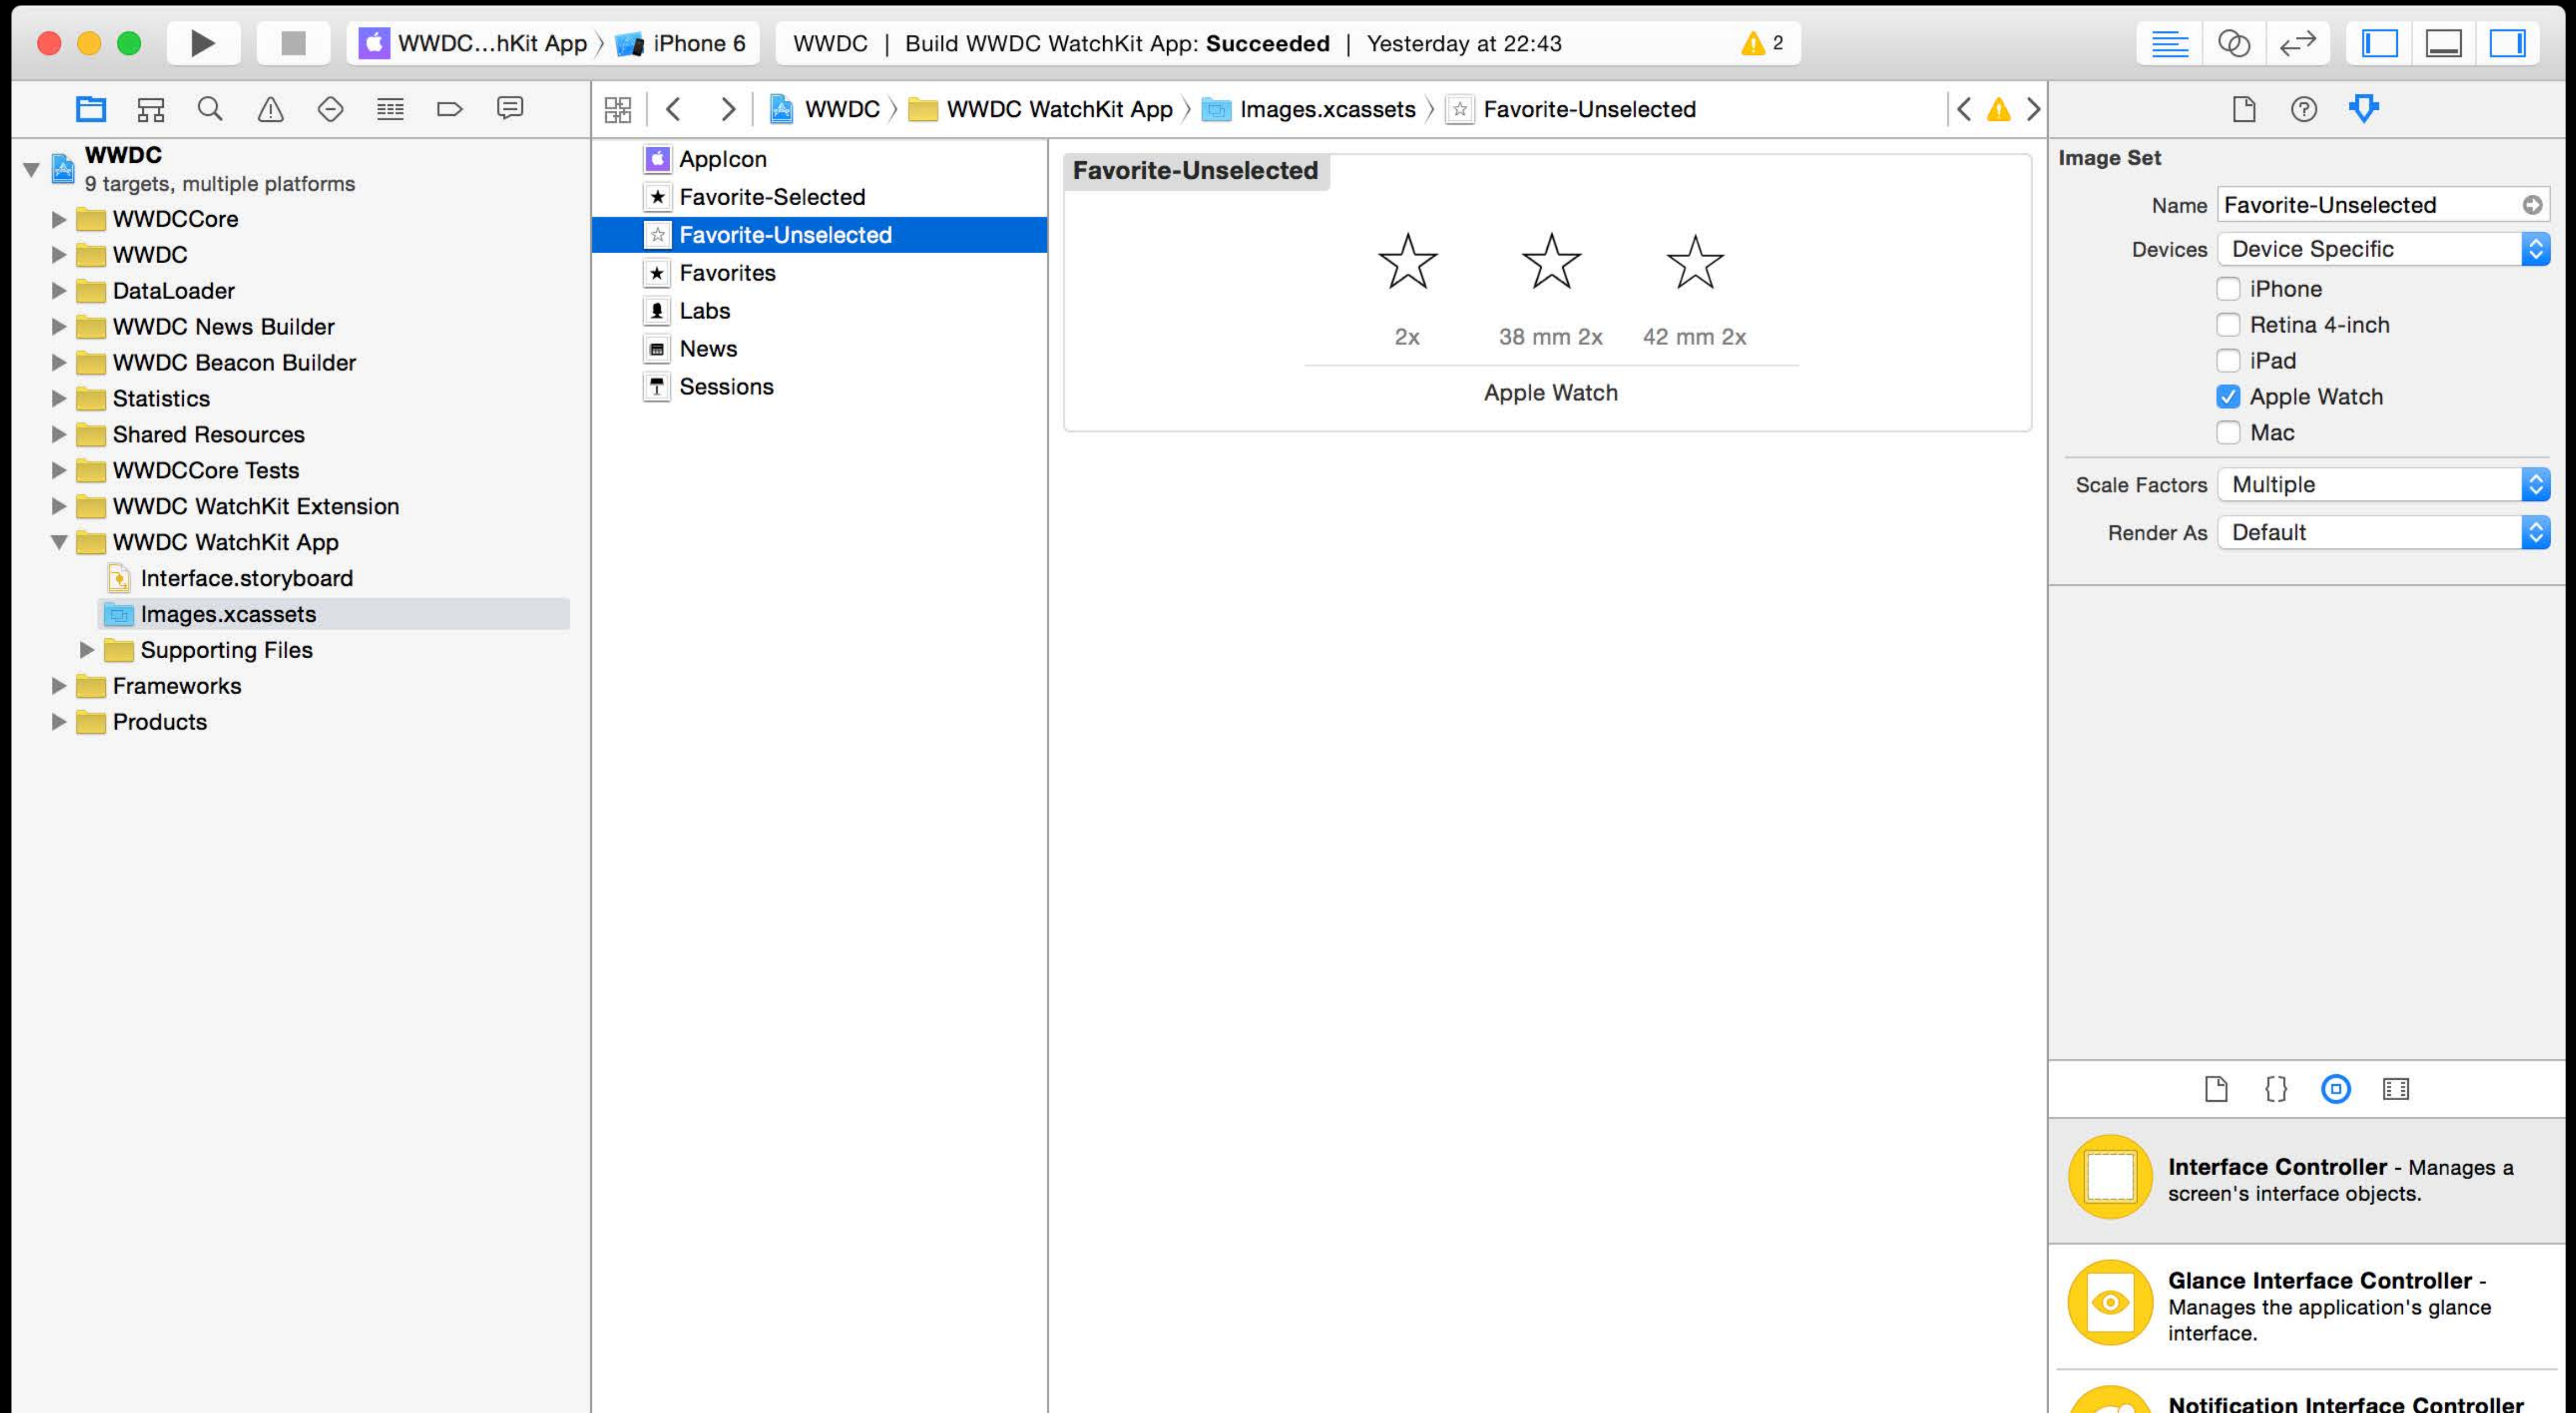 WWDC...hKit App
iPhone 6
WWDC | Build WWDC WatchKit App: Succeeded | Yesterday at 22:43
2
WWDC
WWDC WatchKit App
Images.xcassets
Favorite-Unselected
WWDC
9 targets, multiple platforms
WWDCCore
WWDC
DataLoader
WWDC News Builder
WWDC Beacon Builder
Statistics
Shared Resources
WWDCCore Tests
WWDC WatchKit Extension
WWDC WatchKit App
Interface.storyboard
Images.xcassets
Supporting Files
Frameworks
Products
AppIcon
Favorite-Selected
Favorite-Unselected
Favorites
Labs
News
Sessions
Favorite-Unselected
2x
38 mm 2x
42 mm 2x
Apple Watch
Image Set
Name Favorite-Unselected
Devices Device Specific
iPhone
Retina 4-inch
iPad
Apple Watch
Mac
Scale Factors Multiple
Render As Default
Interface Controller - Manages a
screen's interface objects.
Glance Interface Controller -
Manages the application's glance
interface.
Notification Interface Controller